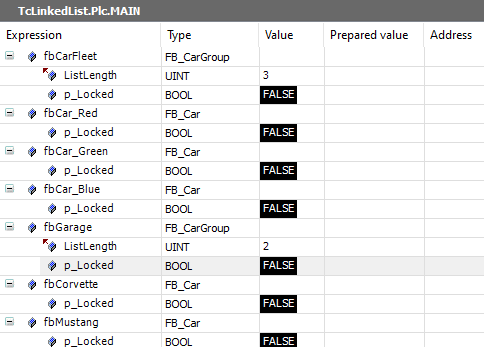 TcLinkedList.Plc.MAIN
Expression Type Value Prepared value Address
fbCarFleet FB_CarGroup
ListLength UINT 3
p_Locked BOOL FALSE
fbCar_Red FB_Car
p_Locked BOOL FALSE
fbCar_Green FB_Car
p_Locked BOOL FALSE
fbCar_Blue FB_Car
p_Locked BOOL FALSE
fbGarage FB_CarGroup
ListLength UINT 2
p_Locked BOOL FALSE
fbCorvette FB_Car
p_Locked BOOL FALSE
fbMustang FB_Car
p_Locked BOOL FALSE